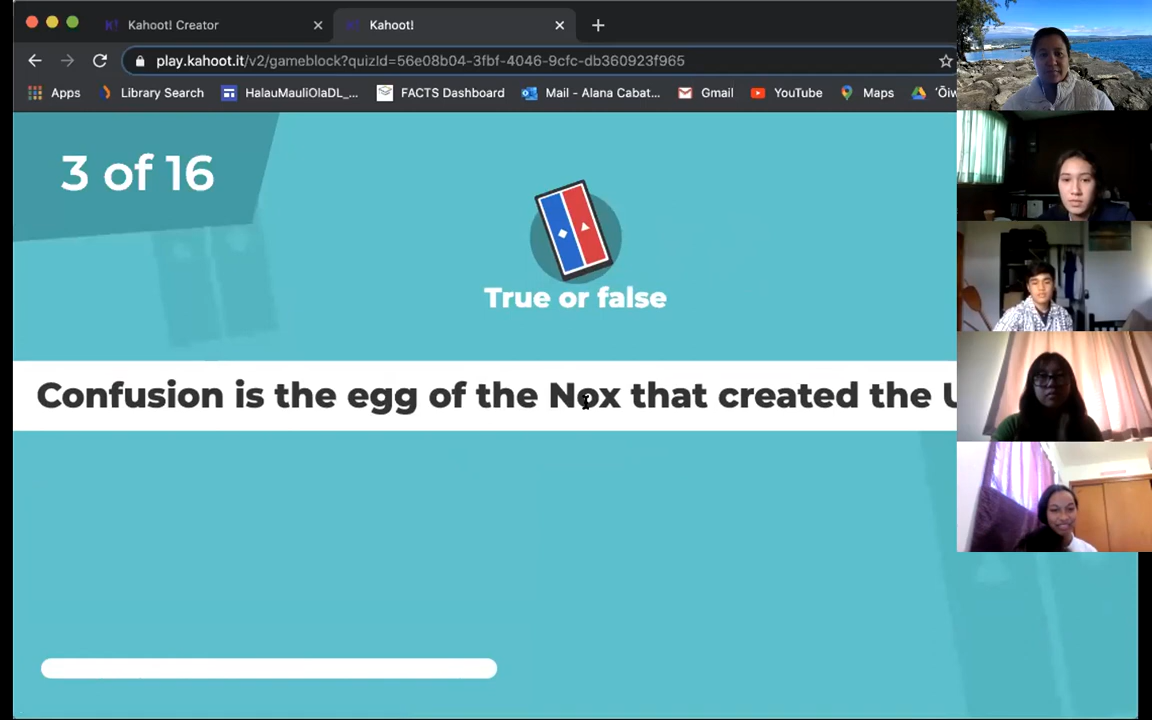 Kahoot! Creator
Kahoot!
play.kahoot.it/v2/gameblock?quizId=56e08b04-3fbf-4046-9cfc-db360923f965
Apps Library Search HalauMauliOlaDL_... FACTS Dashboard Mail - Alana Cabat... Gmail YouTube Maps ʻŌiw
3 of 16
True or false
Confusion is the egg of the Nox that created the U